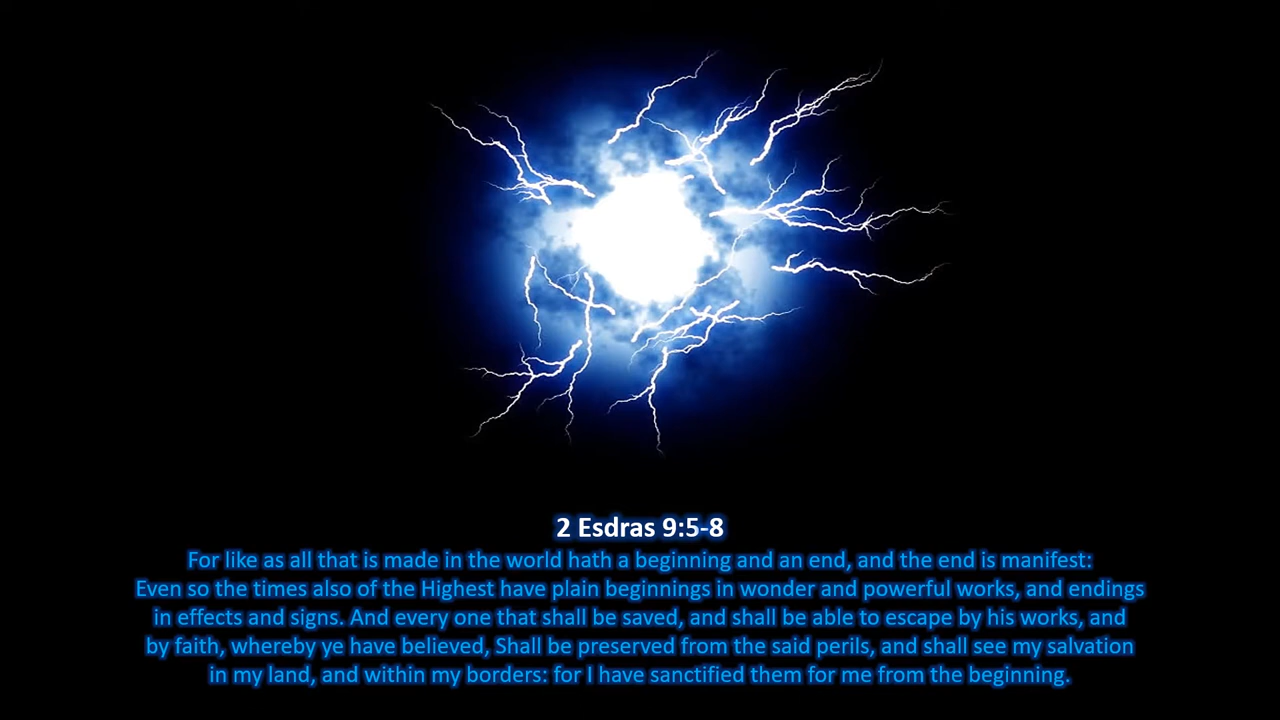 2 Esdras 9:5-8
For like as all that is made in the world hath a beginning and an end, and the end is manifest:
Even so the times also of the Highest have plain beginnings in wonder and powerful works, and endings
in effects and signs. And every one that shall be saved, and shall be able to escape by his works, and
by faith, whereby ye have believed, Shall be preserved from the said perils, and shall see my salvation
in my land, and within my borders: for I have sanctified them for me from the beginning.